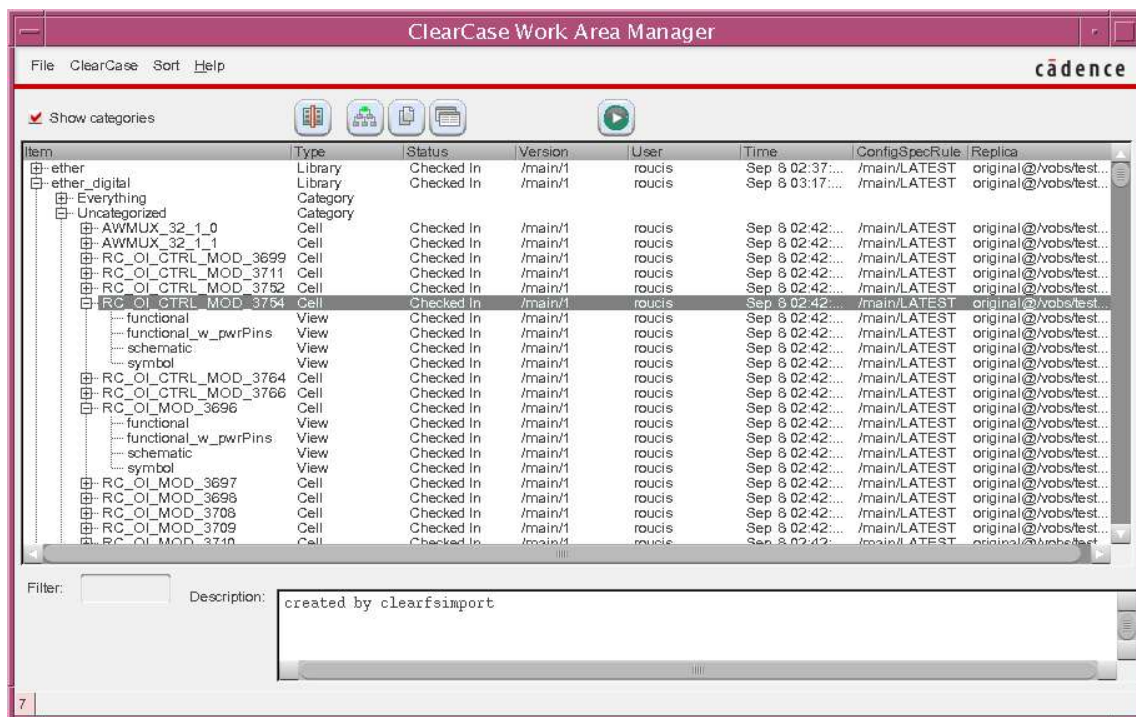 ClearCase Work Area Manager
File ClearCase Sort Help
cādence
Show categories
Item Type Status Version User Time ConfigSpecRule Replica
ether Library Checked In /main/1 roucis Sep 8 02:37:... /main/LATEST original@/vobs/test...
ether_digital Library Checked In /main/1 roucis Sep 8 03:17:... /main/LATEST original@/vobs/test...
Everything Category
Uncategorized Category
AWMUX_32_1_0 Cell Checked In /main/1 roucis Sep 8 02:42:... /main/LATEST original@/vobs/test...
AWMUX_32_1_1 Cell Checked In /main/1 roucis Sep 8 02:42:... /main/LATEST original@/vobs/test...
RC_OI_CTRL_MOD_3699 Cell Checked In /main/1 roucis Sep 8 02:42:... /main/LATEST original@/vobs/test...
RC_OI_CTRL_MOD_3711 Cell Checked In /main/1 roucis Sep 8 02:42:... /main/LATEST original@/vobs/test...
RC_OI_CTRL_MOD_3752 Cell Checked In /main/1 roucis Sep 8 02:42:... /main/LATEST original@/vobs/test...
RC_OI_CTRL_MOD_3754 Cell Checked In /main/1 roucis Sep 8 02:42:... /main/LATEST original@/vobs/test...
functional View Checked In /main/1 roucis Sep 8 02:42:... /main/LATEST original@/vobs/test...
functional_w_pwrPins View Checked In /main/1 roucis Sep 8 02:42:... /main/LATEST original@/vobs/test...
schematic View Checked In /main/1 roucis Sep 8 02:42:... /main/LATEST original@/vobs/test...
symbol View Checked In /main/1 roucis Sep 8 02:42:... /main/LATEST original@/vobs/test...
RC_OI_CTRL_MOD_3764 Cell Checked In /main/1 roucis Sep 8 02:42:... /main/LATEST original@/vobs/test...
RC_OI_CTRL_MOD_3766 Cell Checked In /main/1 roucis Sep 8 02:42:... /main/LATEST original@/vobs/test...
RC_OI_MOD_3696 Cell Checked In /main/1 roucis Sep 8 02:42:... /main/LATEST original@/vobs/test...
functional View Checked In /main/1 roucis Sep 8 02:42:... /main/LATEST original@/vobs/test...
functional_w_pwrPins View Checked In /main/1 roucis Sep 8 02:42:... /main/LATEST original@/vobs/test...
schematic View Checked In /main/1 roucis Sep 8 02:42:... /main/LATEST original@/vobs/test...
symbol View Checked In /main/1 roucis Sep 8 02:42:... /main/LATEST original@/vobs/test...
RC_OI_MOD_3697 Cell Checked In /main/1 roucis Sep 8 02:42:... /main/LATEST original@/vobs/test...
RC_OI_MOD_3698 Cell Checked In /main/1 roucis Sep 8 02:42:... /main/LATEST original@/vobs/test...
RC_OI_MOD_3708 Cell Checked In /main/1 roucis Sep 8 02:42:... /main/LATEST original@/vobs/test...
RC_OI_MOD_3709 Cell Checked In /main/1 roucis Sep 8 02:42:... /main/LATEST original@/vobs/test...
RC_OI_MOD_3710 Cell Checked In /main/1 roucis Sep 8 02:42:... /main/LATEST original@/vobs/test...
Filter:
Description: created by clearfsimport
7